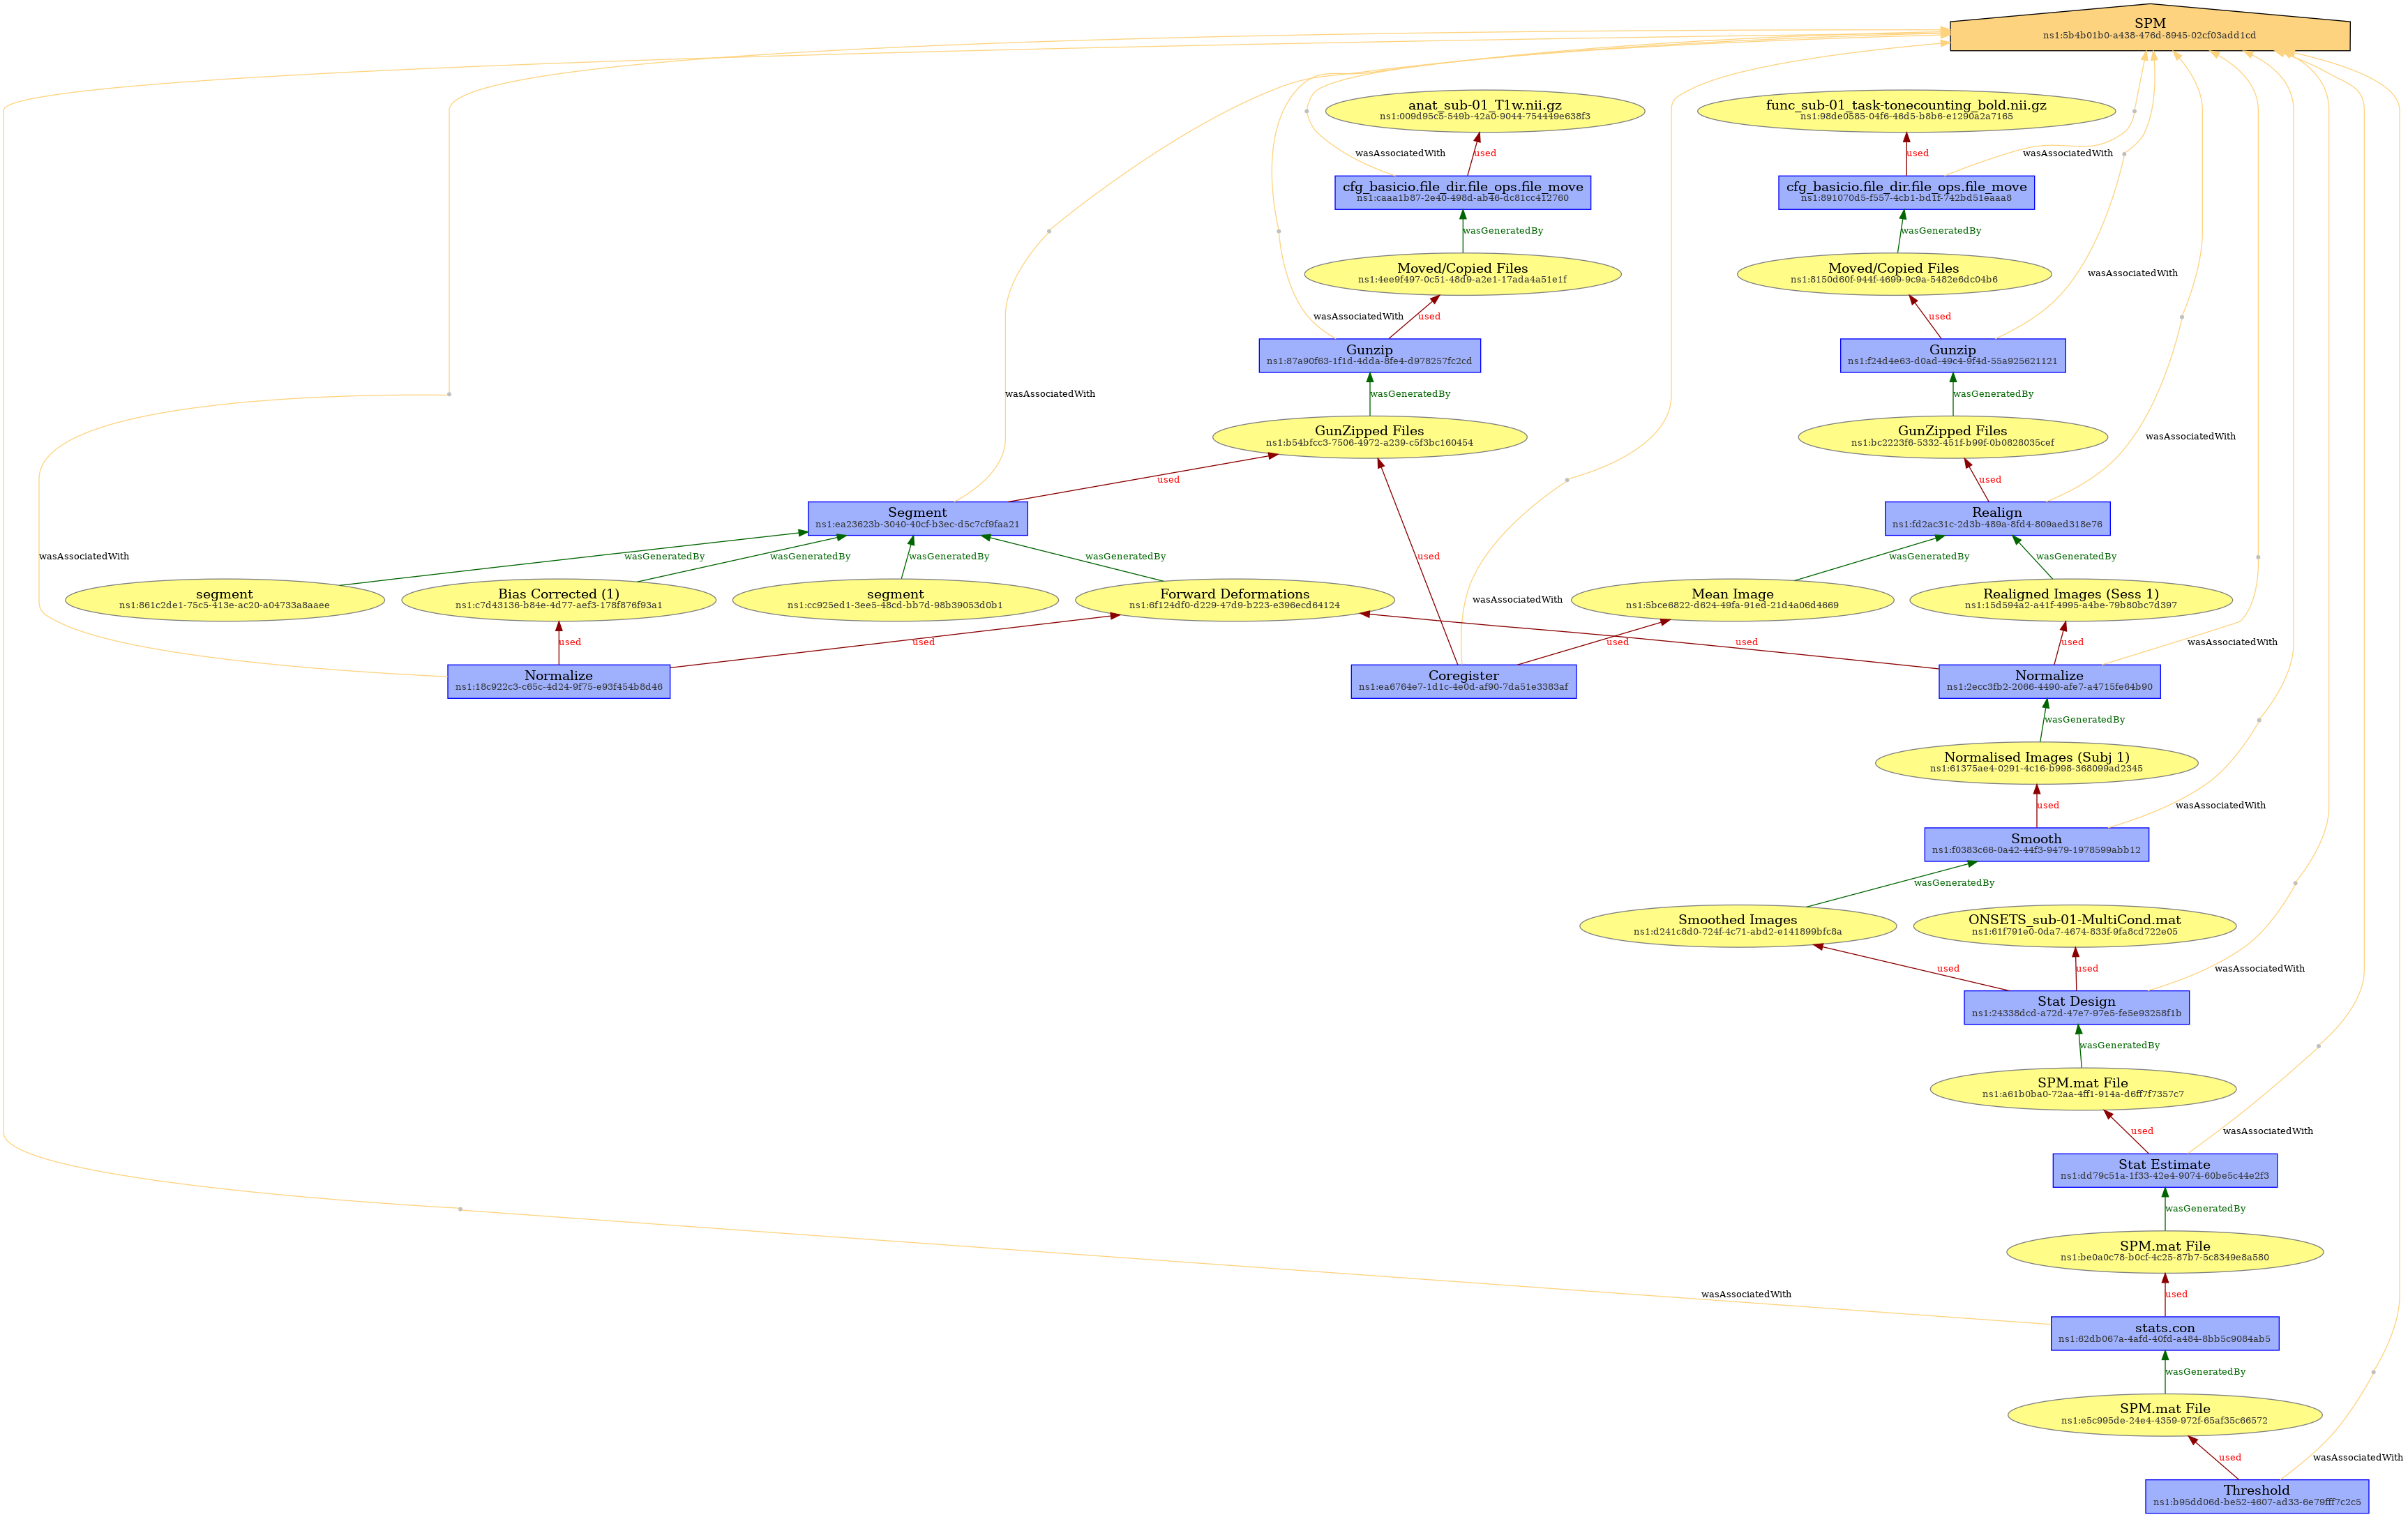 SPM
ns1:5b4b01b0-a438-476d-8945-02cf03add1cd
anat_sub-01_T1w.nii.gz
ns1:009d95c5-549b-42a0-9044-754449e638f3
func_sub-01_task-tonecounting_bold.nii.gz
ns1:98de0585-04f6-46d5-b8b6-e1290a2a7165
wasAssociatedWith
used
used
wasAssociatedWith
cfg_basicio.file_dir.file_ops.file_move
ns1:caaa1b87-2e40-498d-ab46-dc81cc412760
cfg_basicio.file_dir.file_ops.file_move
ns1:891070d5-f557-4cb1-bd1f-742bd51eaaa8
wasGeneratedBy
wasGeneratedBy
Moved/Copied Files
ns1:4ee9f497-0c51-48d9-a2e1-17ada4a51e1f
Moved/Copied Files
ns1:8150d60f-944f-4699-9c9a-5482e6dc04b6
wasAssociatedWith
wasAssociatedWith
used
used
Gunzip
ns1:87a90f63-1f1d-4dda-8fe4-d978257fc2cd
Gunzip
ns1:f24d4e63-d0ad-49c4-9f4d-55a925621121
wasAssociatedWith
wasGeneratedBy
wasGeneratedBy
GunZipped Files
ns1:b54bfcc3-7506-4972-a239-c5f3bc160454
GunZipped Files
ns1:bc2223f6-5332-451f-b99f-0b0828035cef
wasAssociatedWith
used
used
Segment
ns1:ea23623b-3040-40cf-b3ec-d5c7cf9faa21
Realign
ns1:fd2ac31c-2d3b-489a-8fd4-809aed318e76
wasAssociatedWith
wasGeneratedBy
wasGeneratedBy
wasGeneratedBy
wasGeneratedBy
used
wasGeneratedBy
wasGeneratedBy
segment
ns1:861c2de1-75c5-413e-ac20-a04733a8aaee
Bias Corrected (1)
ns1:c7d43136-b84e-4d77-aef3-178f876f93a1
segment
ns1:cc925ed1-3ee5-48cd-bb7d-98b39053d0b1
Forward Deformations
ns1:6f124df0-d229-47d9-b223-e396ecd64124
wasAssociatedWith
Mean Image
ns1:5bce6822-d624-49fa-91ed-21d4a06d4669
Realigned Images (Sess 1)
ns1:15d594a2-a41f-4995-a4be-79b80bc7d397
used
used
used
used
used
wasAssociatedWith
Normalize
ns1:18c922c3-c65c-4d24-9f75-e93f454b8d46
Coregister
ns1:ea6764e7-1d1c-4e0d-af90-7da51e3383af
Normalize
ns1:2ecc3fb2-2066-4490-afe7-a4715fe64b90
wasGeneratedBy
Normalised Images (Subj 1)
ns1:61375ae4-0291-4c16-b998-368099ad2345
used
wasAssociatedWith
Smooth
ns1:f0383c66-0a42-44f3-9479-1978599abb12
wasGeneratedBy
Smoothed Images
ns1:d241c8d0-724f-4c71-abd2-e141899bfc8a
ONSETS_sub-01-MultiCond.mat
ns1:61f791e0-0da7-4674-833f-9fa8cd722e05
used
used
wasAssociatedWith
Stat Design
ns1:24338dcd-a72d-47e7-97e5-fe5e93258f1b
wasGeneratedBy
SPM.mat File
ns1:a61b0ba0-72aa-4ff1-914a-d6ff7f7357c7
used
wasAssociatedWith
Stat Estimate
ns1:dd79c51a-1f33-42e4-9074-60be5c44e2f3
wasGeneratedBy
SPM.mat File
ns1:be0a0c78-b0cf-4c25-87b7-5c8349e8a580
wasAssociatedWith
used
stats.con
ns1:62db067a-4afd-40fd-a484-8bb5c9084ab5
wasGeneratedBy
SPM.mat File
ns1:e5c995de-24e4-4359-972f-65af35c66572
used
wasAssociatedWith
Threshold
ns1:b95dd06d-be52-4607-ad33-6e79fff7c2c5